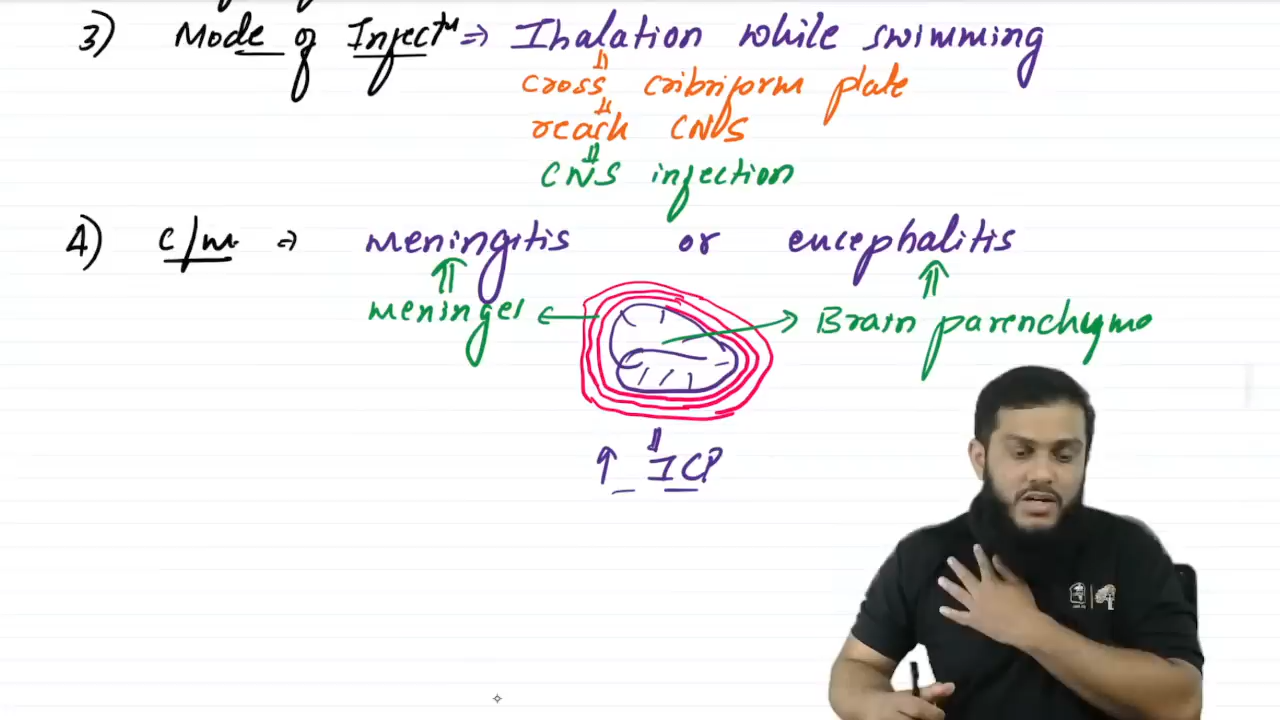 3) Mode of Infectⁿ ⇒ Ihalation while swimming
cross cribriform plate
reach CNS
CNS infection
4) C/m ⇒ meningitis or encephalitis
meninges ← → Brain parenchyma
↑ ICP